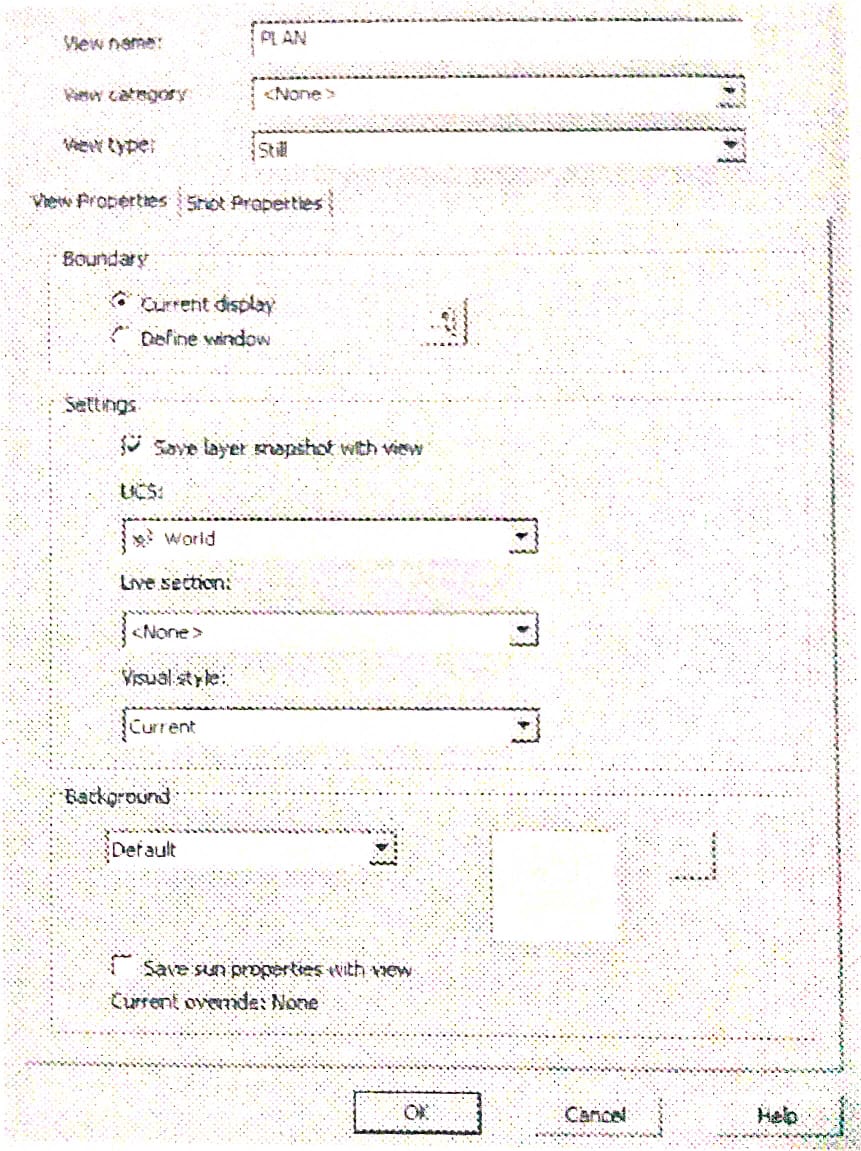 View name: PLAN
View category <None>
View type: Still
View Properties Shot Properties
Boundary
Current display
Define window
Settings
Save layer snapshot with view
UCS:
World
Live section:
<None>
Visual style:
Current
Background
Default
Save sun properties with view
Current override: None
OK Cancel Help